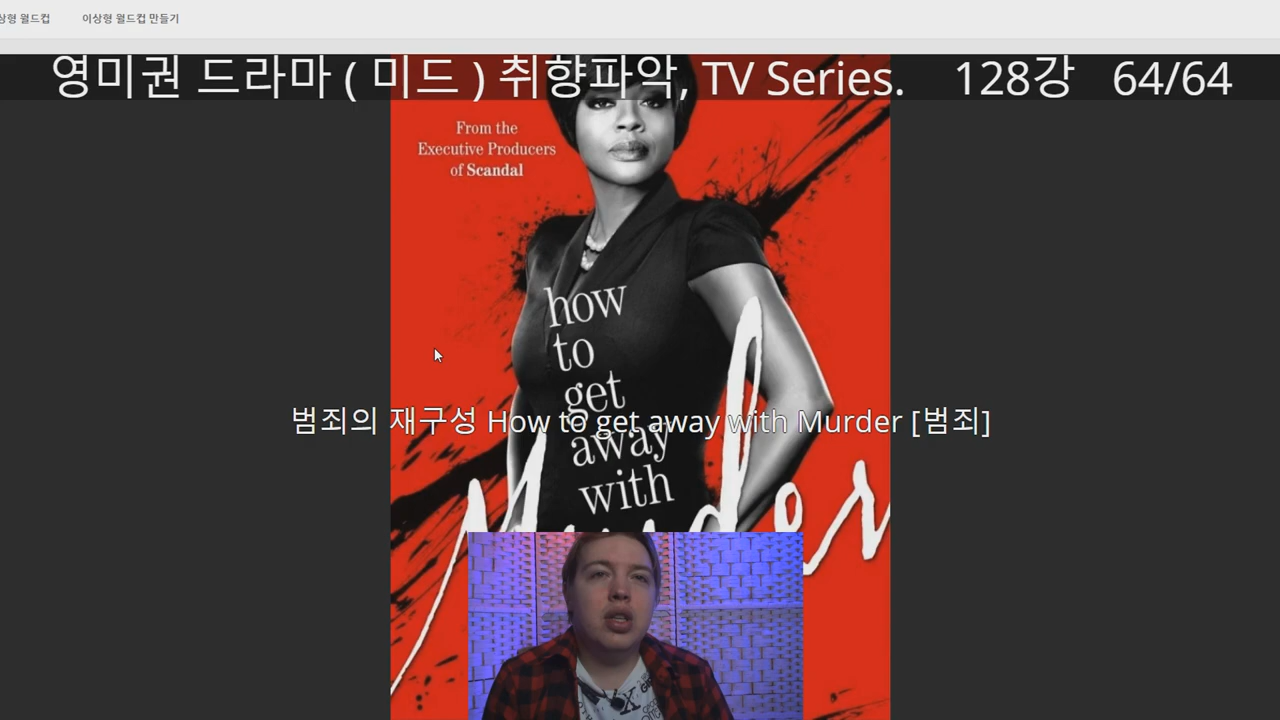 상형 월드컵 이상형 월드컵 만들기
영미권 드라마 ( 미드 ) 취향파악, TV Series. 128강 64/64
From the
Executive Producers
of Scandal
how
to
get
away
with
Murder
범죄의 재구성 How to get away with Murder [범죄]